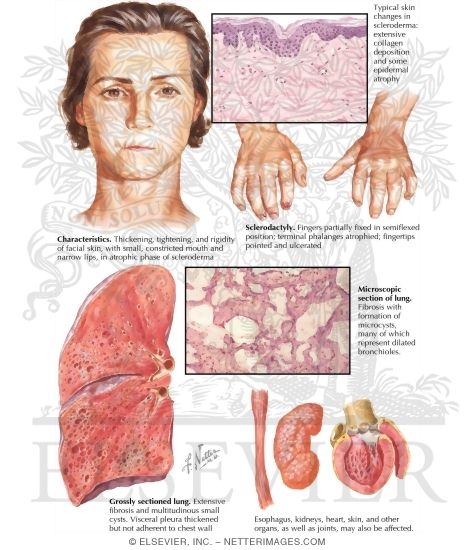 Typical skin
changes in
scleroderma:
extensive
collagen
deposition
and some
epidermal
atrophy
Characteristics. Thickening, tightening, and rigidity
of facial skin, with small, constricted mouth and
narrow lips, in atrophic phase of scleroderma
Sclerodactyly. Fingers partially fixed in semiflexed
position; terminal phalanges atrophied; fingertips
pointed and ulcerated
Microscopic
section of lung.
Fibrosis with
formation of
microcysts,
many of which
represent dilated
bronchioles.
F. Netter
M.D.
Grossly sectioned lung. Extensive
fibrosis and multitudinous small
cysts. Visceral pleura thickened
but not adherent to chest wall
Esophagus, kidneys, heart, skin, and other
organs, as well as joints, may also be affected.
ELSEVIER
© ELSEVIER, INC. – NETTERIMAGES.COM